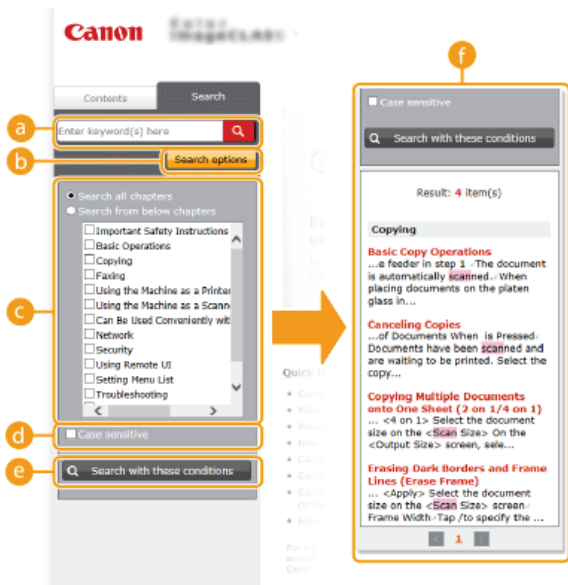 Canon
Contents
Search
a
Enter keyword(s) here
b
Search options
c
Search all chapters
Search from below chapters
Important Safety Instructions
Basic Operations
Copying
Faxing
Using the Machine as a Printer
Using the Machine as a Scann
Can Be Used Conveniently wit
Network
Security
Using Remote UI
Setting Menu List
Troubleshooting
d
Case sensitive
e
Search with these conditions
Quick
f
Case sensitive
Search with these conditions
Result: 4 item(s)
Copying
Basic Copy Operations
...e feeder in step 1 The document
is automatically scanned. When
placing documents on the platen
glass in...
Canceling Copies
...of Documents When is Pressed
Documents have been scanned and
are waiting to be printed. Select the
copy...
Copying Multiple Documents
onto One Sheet (2 on 1/4 on 1)
... <4 on 1> Select the document
size on the <Scan Size> On the
<Output Size> screen, sele...
Erasing Dark Borders and Frame
Lines (Erase Frame)
... <Apply> Select the document
size on the <Scan Size> screen
Frame Width Tap /to specify the ...
< 1 >